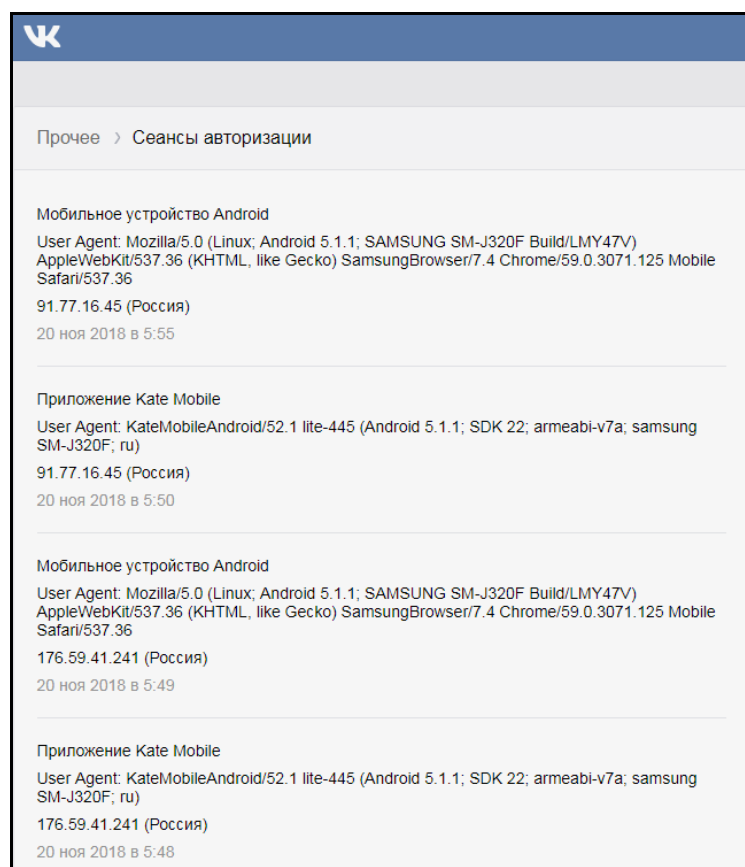 VK
Прочее › Сеансы авторизации
Мобильное устройство Android
User Agent: Mozilla/5.0 (Linux; Android 5.1.1; SAMSUNG SM-J320F Build/LMY47V)
AppleWebKit/537.36 (KHTML, like Gecko) SamsungBrowser/7.4 Chrome/59.0.3071.125 Mobile
Safari/537.36
91.77.16.45 (Россия)
20 ноя 2018 в 5:55
Приложение Kate Mobile
User Agent: KateMobileAndroid/52.1 lite-445 (Android 5.1.1; SDK 22; armeabi-v7a; samsung
SM-J320F; ru)
91.77.16.45 (Россия)
20 ноя 2018 в 5:50
Мобильное устройство Android
User Agent: Mozilla/5.0 (Linux; Android 5.1.1; SAMSUNG SM-J320F Build/LMY47V)
AppleWebKit/537.36 (KHTML, like Gecko) SamsungBrowser/7.4 Chrome/59.0.3071.125 Mobile
Safari/537.36
176.59.41.241 (Россия)
20 ноя 2018 в 5:49
Приложение Kate Mobile
User Agent: KateMobileAndroid/52.1 lite-445 (Android 5.1.1; SDK 22; armeabi-v7a; samsung
SM-J320F; ru)
176.59.41.241 (Россия)
20 ноя 2018 в 5:48